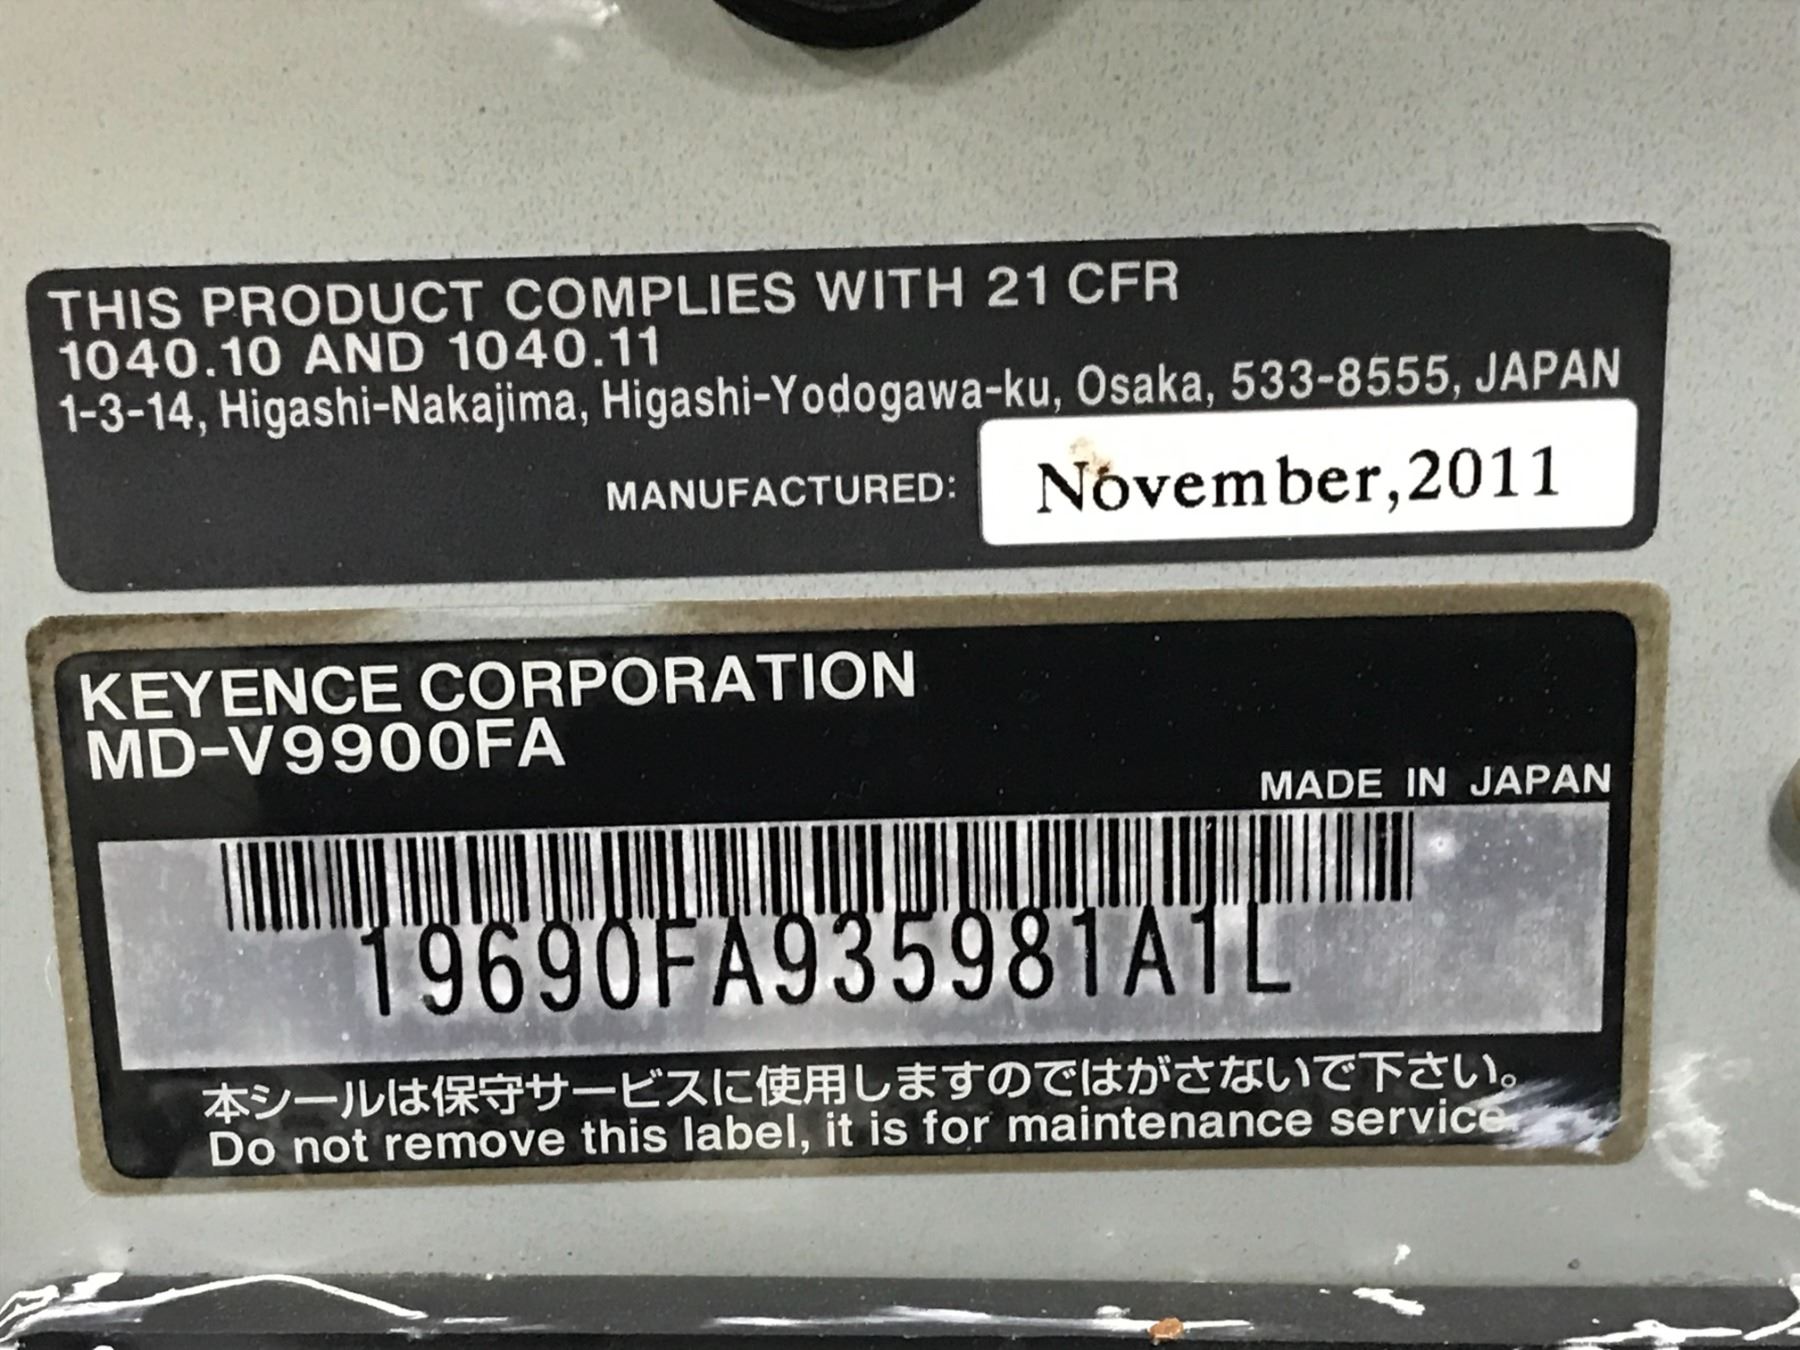 THIS PRODUCT COMPLIES WITH 21 CFR
1040.10 AND 1040.11
1-3-14, Higashi-Nakajima, Higashi-Yodogawa-ku, Osaka, 533-8555, JAPAN
MANUFACTURED: November,2011
KEYENCE CORPORATION
MD-V9900FA
MADE IN JAPAN
19690FA935981A1L
本シールは保守サービスに使用しますのではがさないで下さい。
Do not remove this label, it is for maintenance service.